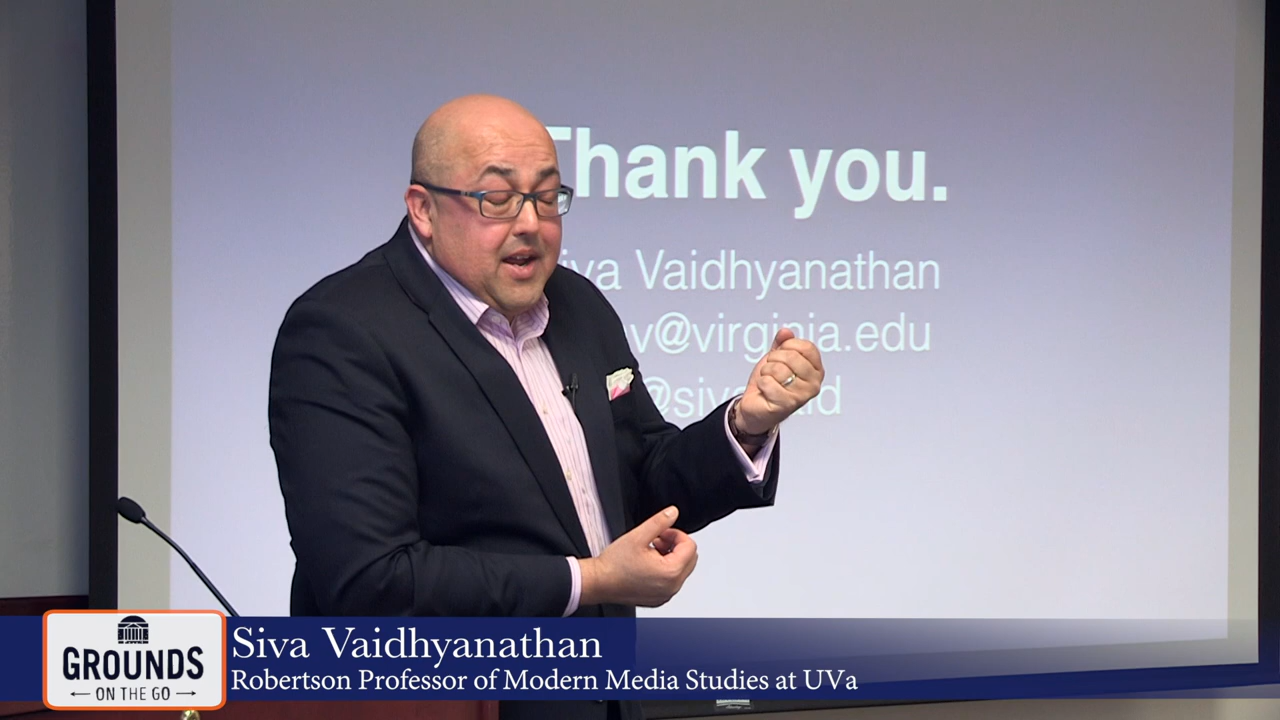 Thank you.
Siva Vaidhyanathan
v@virginia.edu
Siva Vaidhyanathan
Robertson Professor of Modern Media Studies at UVa
GROUNDS
ON THE GO